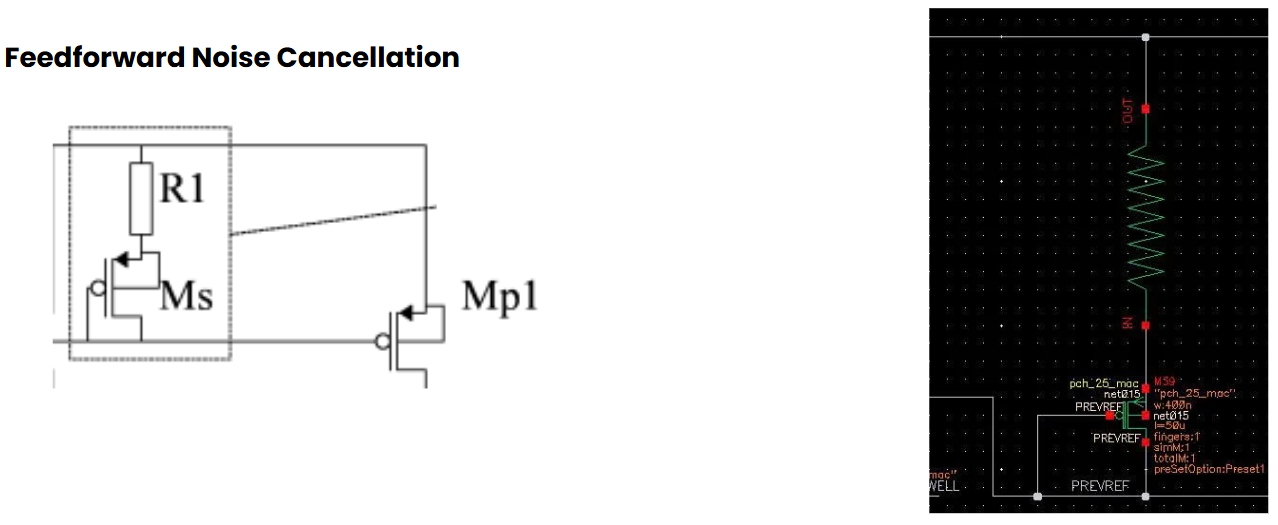 Feedforward Noise Cancellation
R1
Ms
Mp1
OUT
IN
pch_25_mac
M59
net015
"pch_25_mac"
w:400n
PREVREF
net015
l=50u
PREVREF
fingers:1
simM:1
totalM:1
preSetOption:Preset1
mac"
WELL
PREVREF